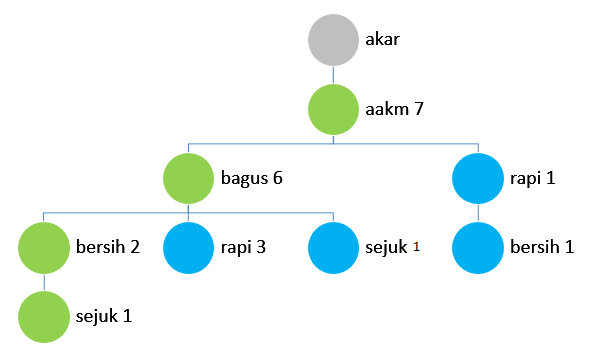 akar
aakm 7
bagus 6
rapi 1
bersih 2
rapi 3
sejuk 1
bersih 1
sejuk 1